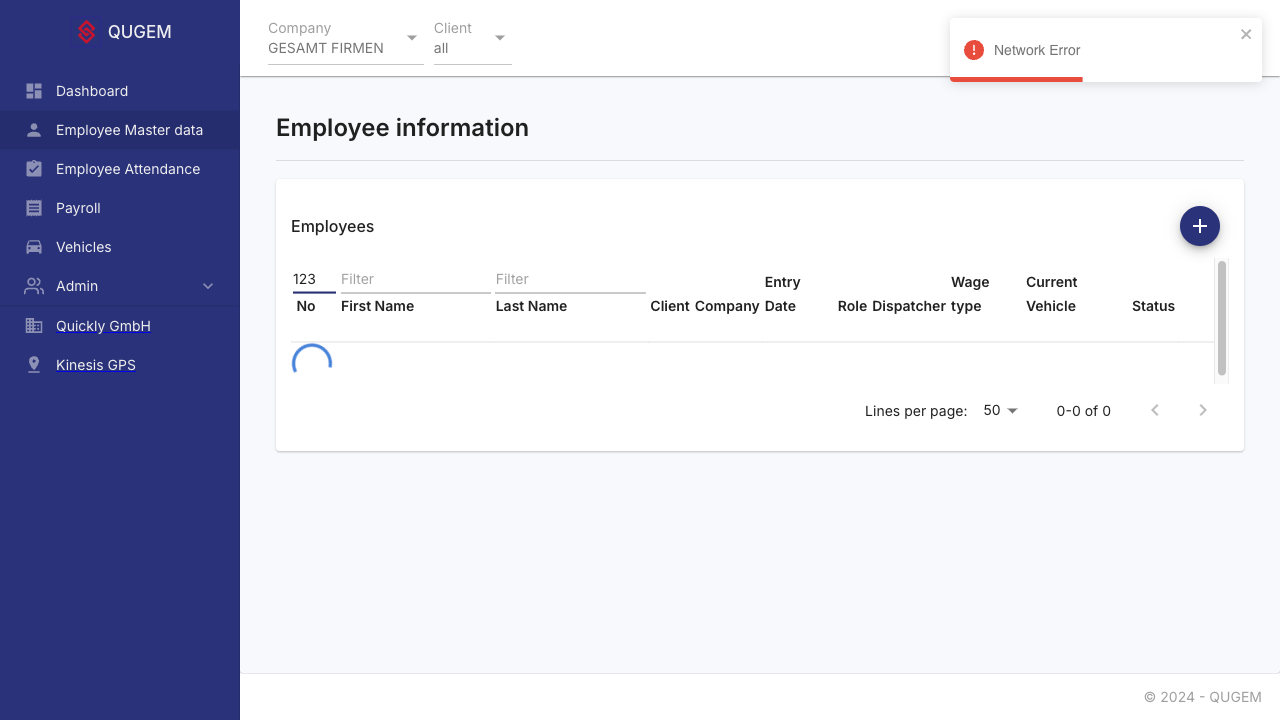 QUGEM
Dashboard
Employee Master data
Employee Attendance
Payroll
Vehicles
Admin
Quickly GmbH
Kinesis GPS
Company
GESAMT FIRMEN
Client
all
Network Error
Employee information
Employees
123
Filter
Filter
No
First Name
Last Name
Client
Company
Entry
Date
Role
Dispatcher
Wage
type
Current
Vehicle
Status
Lines per page: 50
0-0 of 0
© 2024 - QUGEM